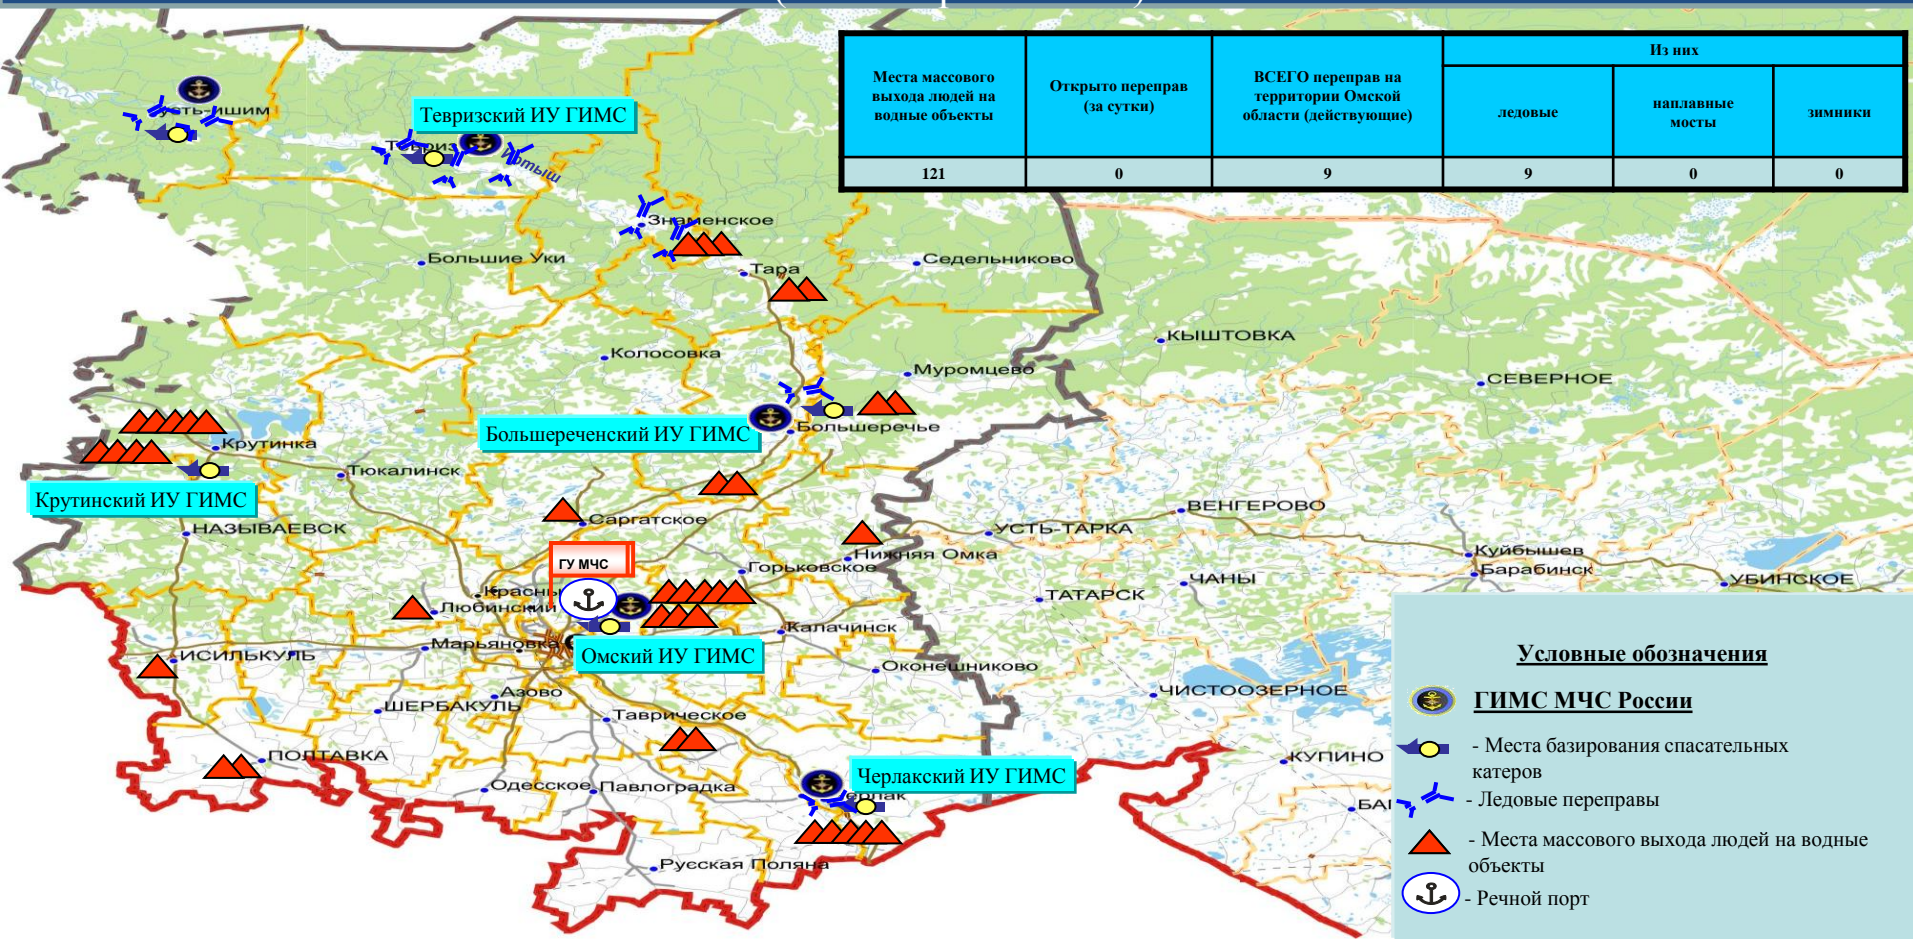 Места массового
выхода людей на
водные объекты
Открыто переправ
(за сутки)
ВСЕГО переправ на
территории Омской
области (действующие)
Из них
ледовые
наплавные
мосты
зимники
121
0
9
9
0
0
Тевризский ИУ ГИМС
Иртыш
Знаменское
Большие Уки
Тара
Седельниково
КЫШТОВКА
Колосовка
Муромцево
СЕВЕРНОЕ
Большереченский ИУ ГИМС
Большеречье
Крутинка
Тюкалинск
Крутинский ИУ ГИМС
НАЗЫВАЕВСК
Саргатское
ВЕНГЕРОВО
УСТЬ-ТАРКА
Нижняя Омка
Куйбышев
Барабинск
ГУ МЧС
Горьковское
ЧАНЫ
УБИНСКОЕ
Любинский
ТАТАРСК
Калачинск
Марьяновка
Омский ИУ ГИМС
ИСИЛЬКУЛЬ
Оконешниково
Азово
ЧИСТООЗЕРНОЕ
ШЕРБАКУЛЬ
Таврическое
ПОЛТАВКА
КУПИНО
Черлакский ИУ ГИМС
Одесское
Павлоградка
Русская Поляна
Условные обозначения
ГИМС МЧС России
- Места базирования спасательных
катеров
- Ледовые переправы
- Места массового выхода людей на водные
объекты
- Речной порт